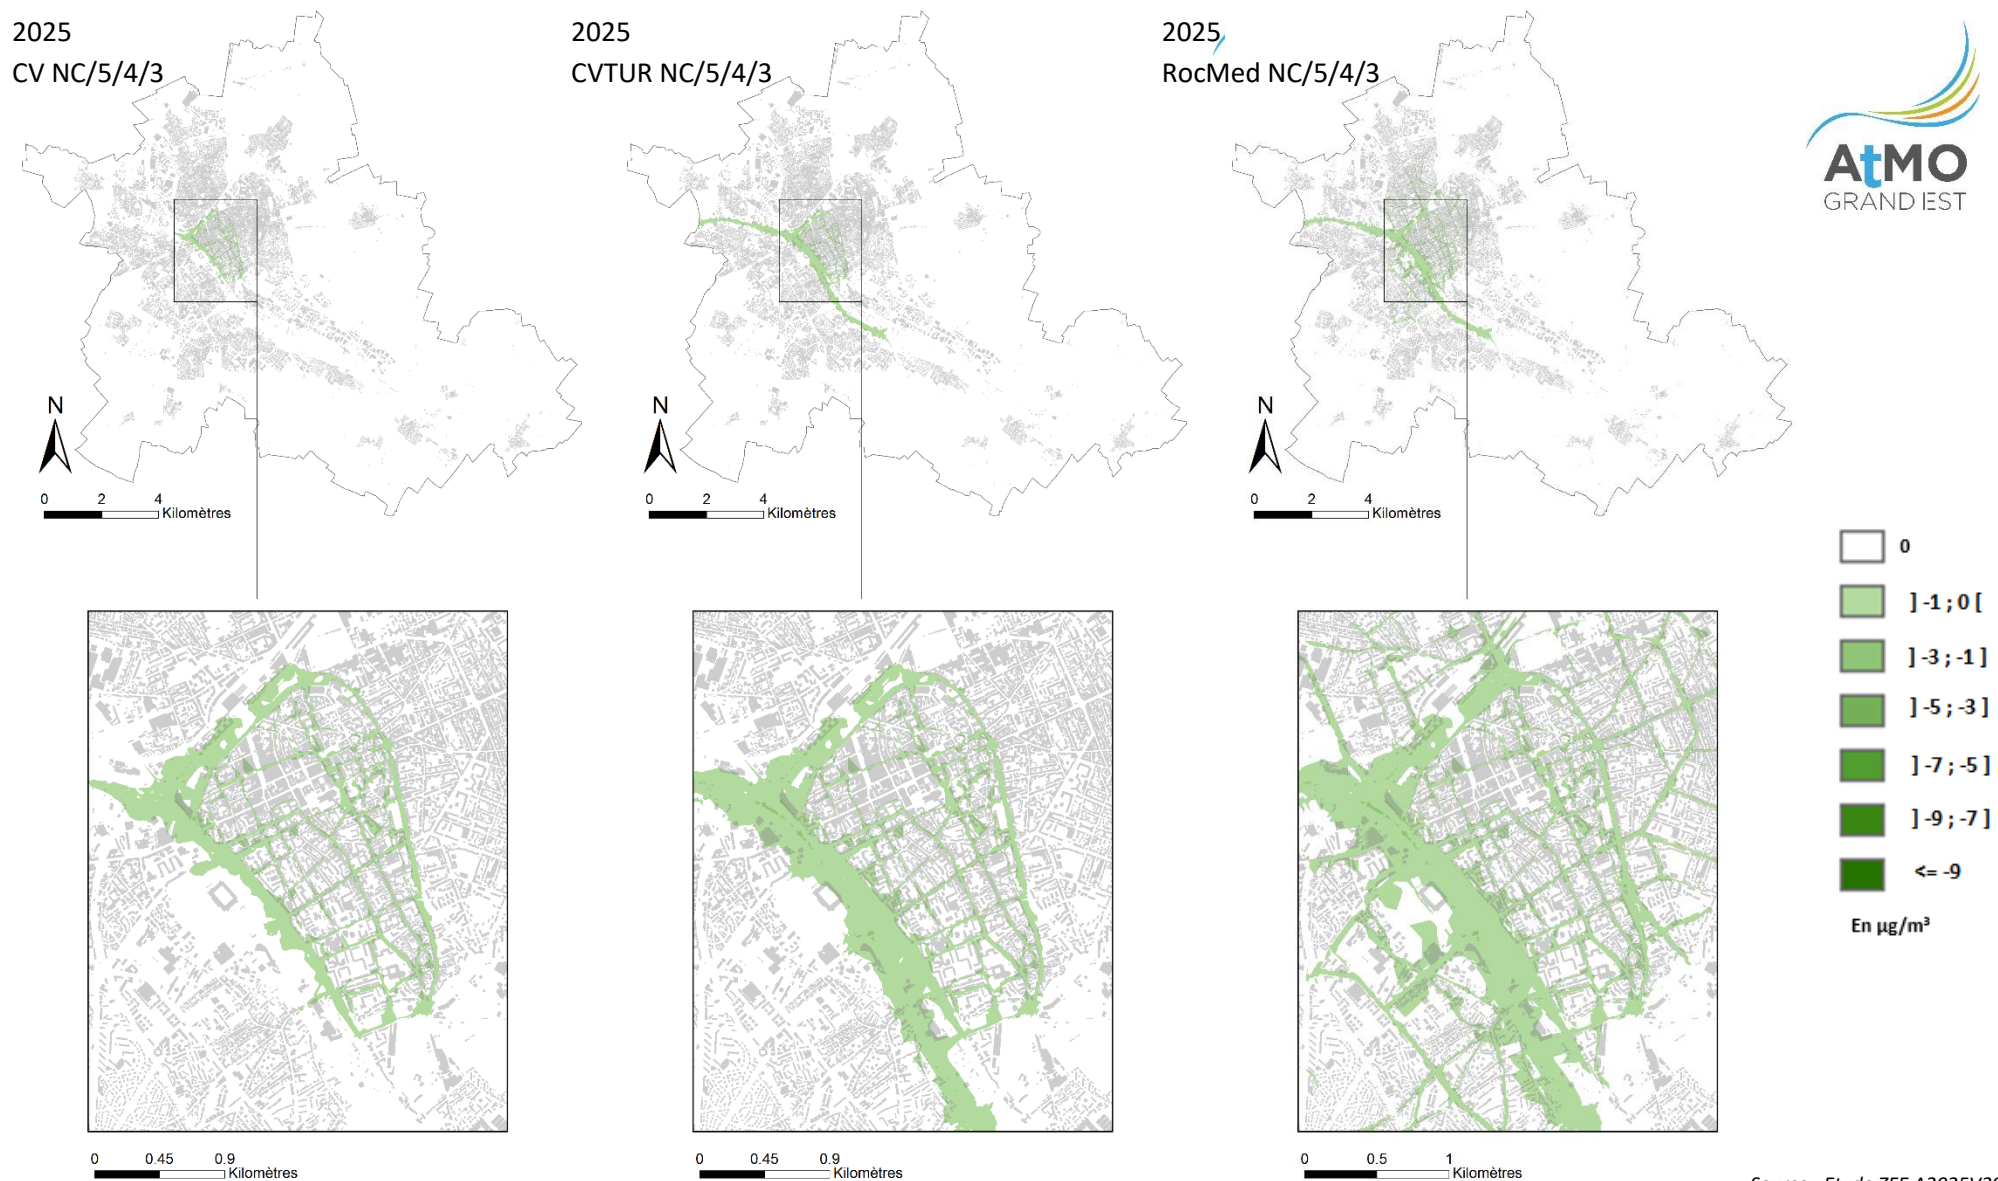 2025
CV NC/5/4/3
2025
CVTUR NC/5/4/3
2025
RocMed NC/5/4/3
AtMO
GRAND EST
N
0 2 4
Kilomètres
N
0 2 4
Kilomètres
N
0 2 4
Kilomètres
0
] -1 ; 0 [
] -3 ; -1 ]
] -5 ; -3 ]
] -7 ; -5 ]
] -9 ; -7 ]
<= -9
En µg/m³
0 0.45 0.9
Kilomètres
0 0.45 0.9
Kilomètres
0 0.5 1
Kilomètres